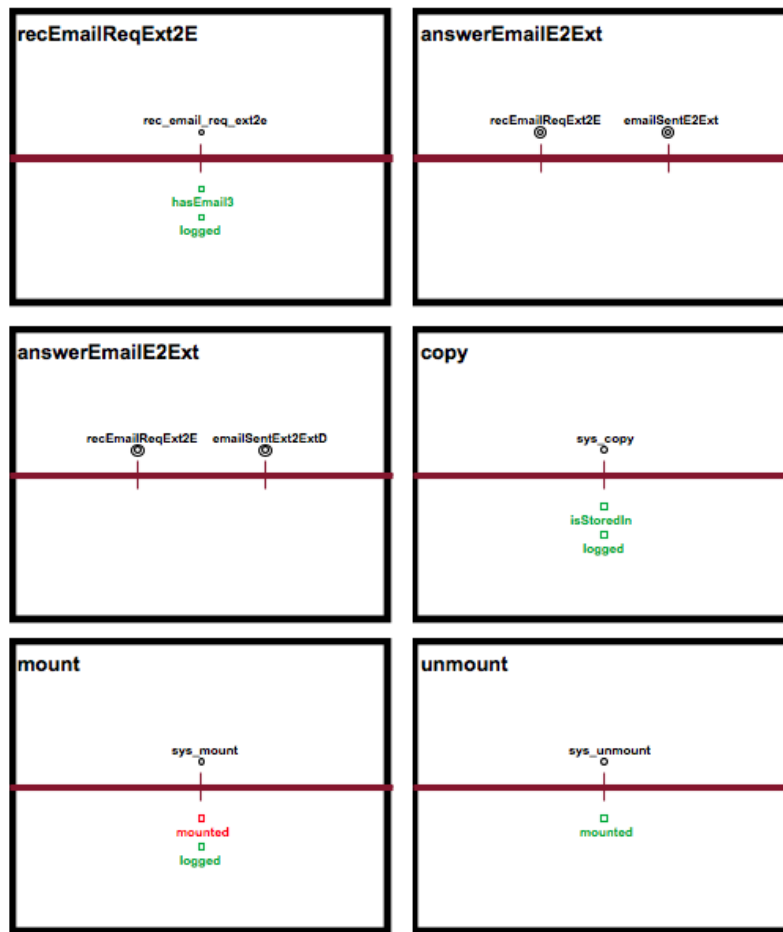 recEmailReqExt2E
rec_email_req_ext2e
hasEmail3
logged
answerEmailE2Ext
recEmailReqExt2E emailSentE2Ext
answerEmailE2Ext
recEmailReqExt2E emailSentExt2ExtD
copy
sys_copy
isStoredIn
logged
mount
sys_mount
mounted
logged
unmount
sys_unmount
mounted